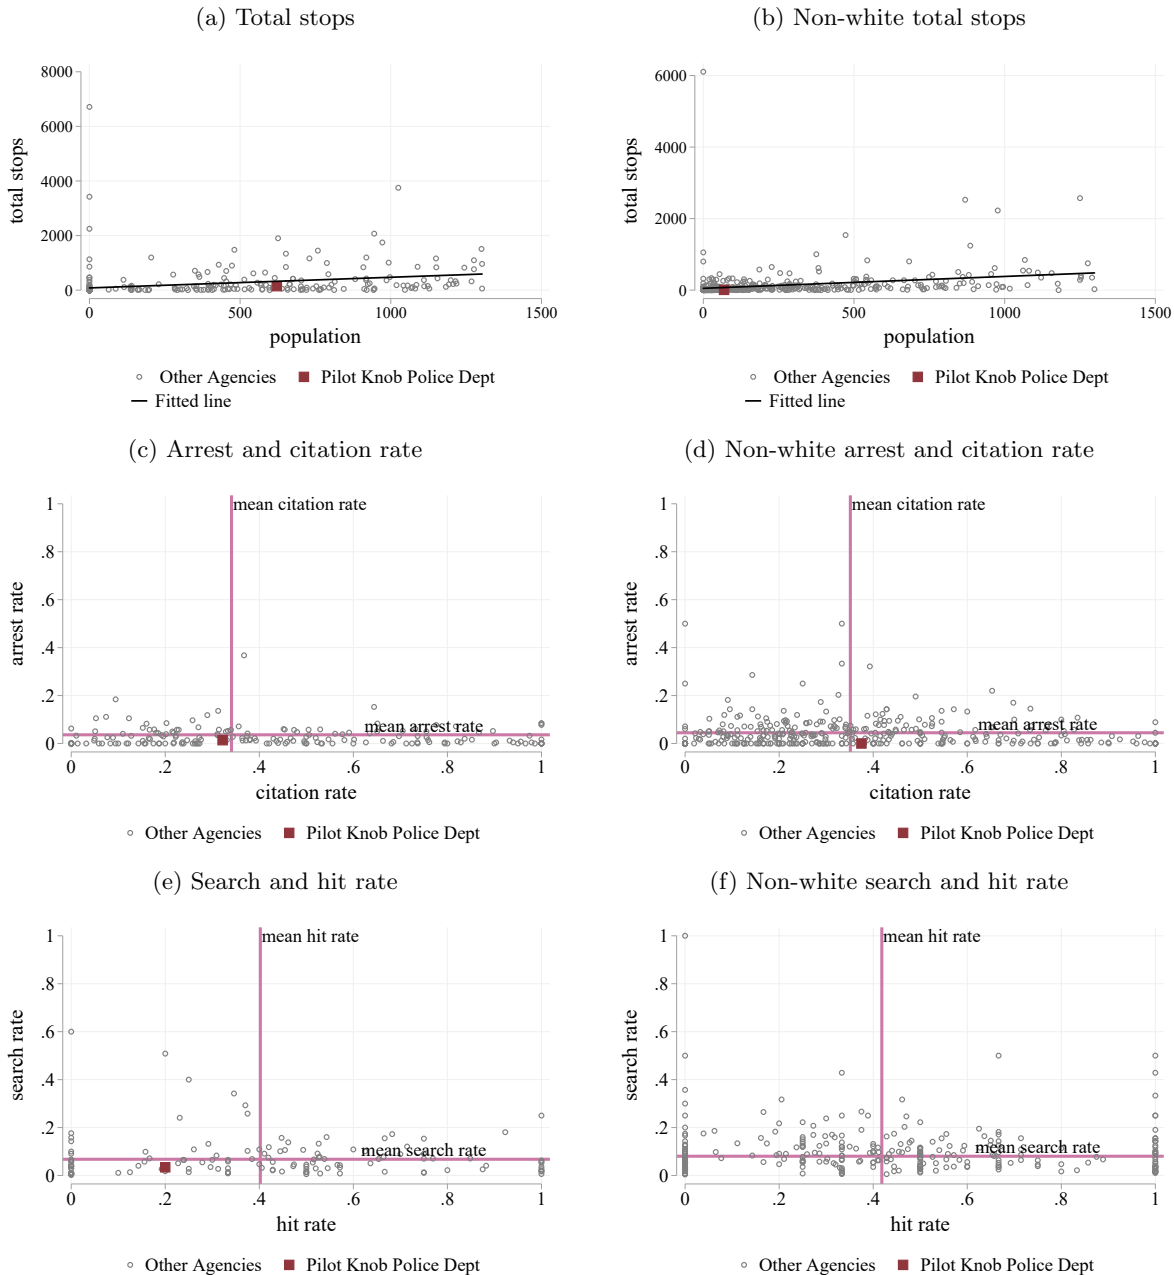 (a) Total stops
(b) Non-white total stops
total stops
8000
6000
4000
2000
0
0
500
1000
1500
population
Other Agencies
Pilot Knob Police Dept
Fitted line
total stops
6000
4000
2000
0
0
500
1000
1500
population
Other Agencies
Pilot Knob Police Dept
Fitted line
(c) Arrest and citation rate
(d) Non-white arrest and citation rate
arrest rate
1
.8
.6
.4
.2
0
mean citation rate
mean arrest rate
0
.2
.4
.6
.8
1
citation rate
Other Agencies
Pilot Knob Police Dept
arrest rate
1
.8
.6
.4
.2
0
mean citation rate
mean arrest rate
0
.2
.4
.6
.8
1
citation rate
Other Agencies
Pilot Knob Police Dept
(e) Search and hit rate
(f) Non-white search and hit rate
search rate
1
.8
.6
.4
.2
0
mean hit rate
mean search rate
0
.2
.4
.6
.8
1
hit rate
Other Agencies
Pilot Knob Police Dept
search rate
1
.8
.6
.4
.2
0
mean hit rate
mean search rate
0
.2
.4
.6
.8
1
hit rate
Other Agencies
Pilot Knob Police Dept